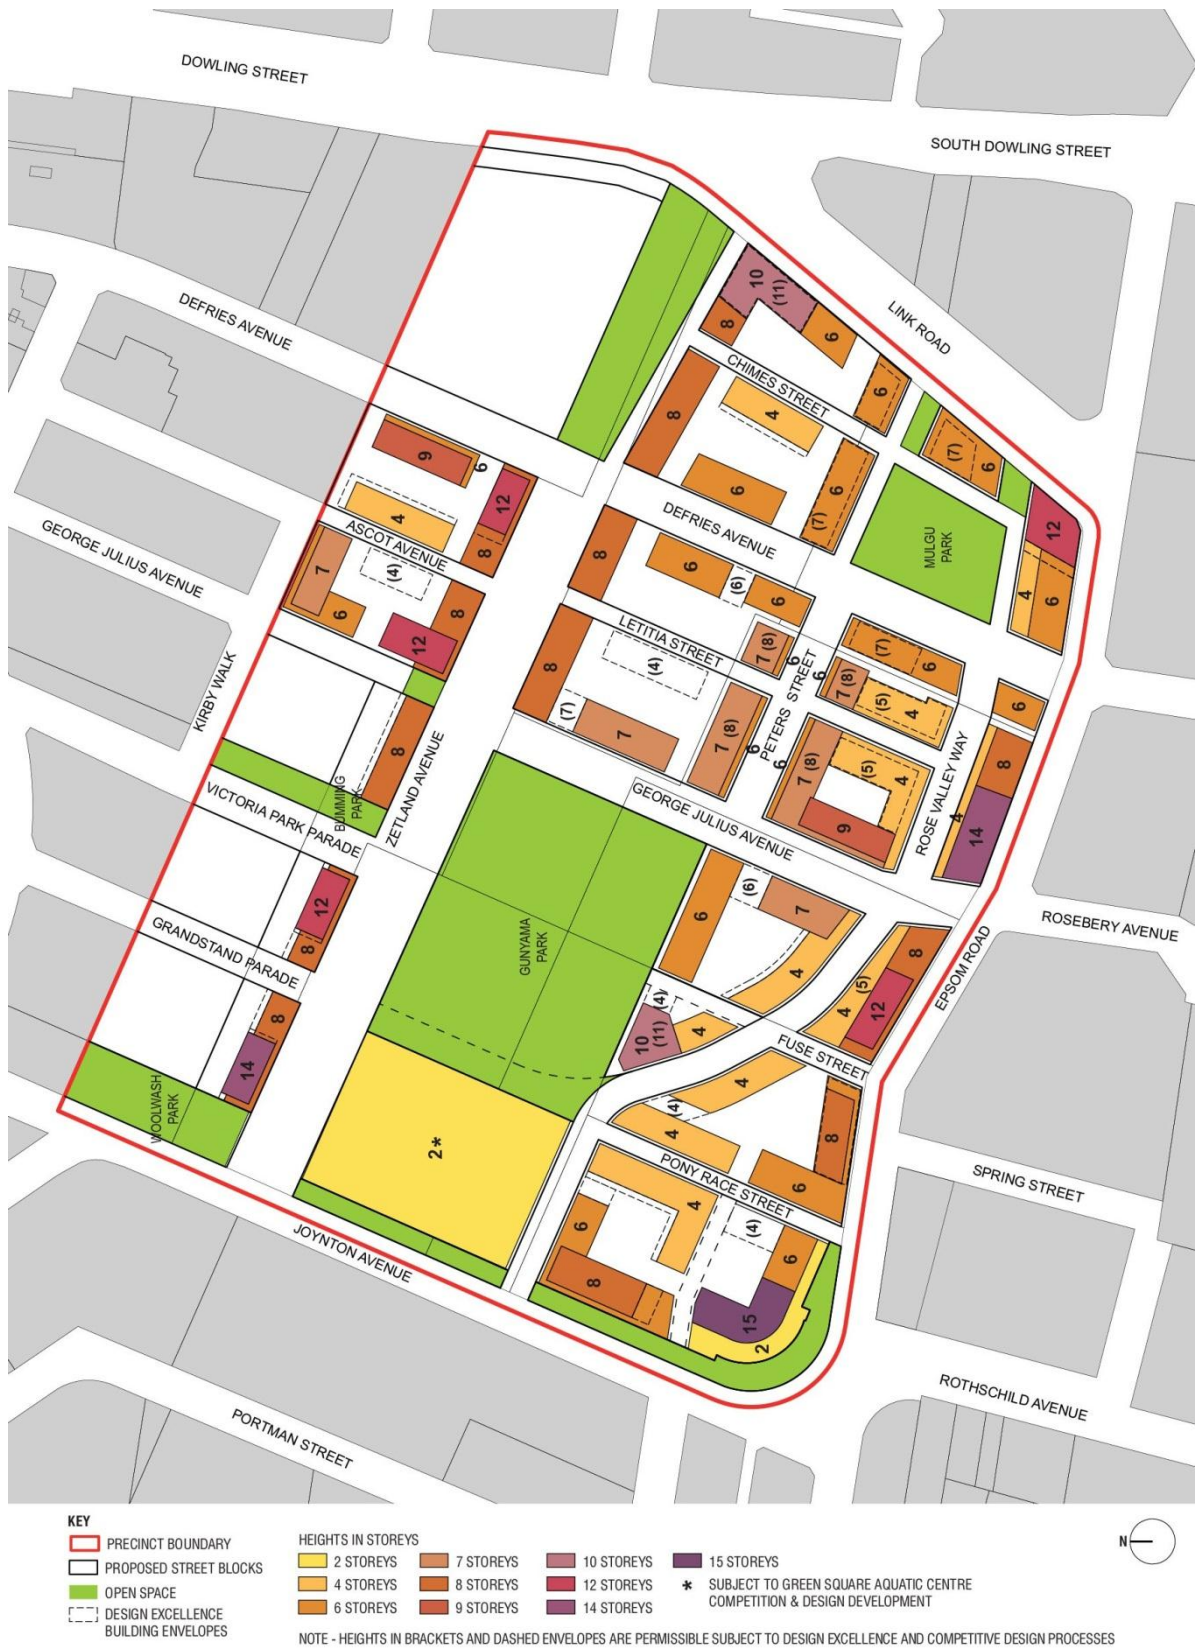 DOWLING STREET
SOUTH DOWLING STREET
LINK ROAD
DEFRIES AVENUE
10
(11)
8
6
CHIMES STREET
6
8
4
(7)
6
9
6
12
4
8
ASCOT AVENUE
6
(7)
6
DEFRIES AVENUE
MULGU
PARK
12
4
6
GEORGE JULIUS AVENUE
7
(4)
6
8
12
8
6
(6)
6
LETITIA STREET
7 (8)
6
(7)
6
8
(4)
6
7 (8)
(5)
4
6
PETERS STREET
KIRBY WALK
(7)
7
7 (8)
6
6
7 (8)
(5)
4
9
ROSE VALLEY WAY
8
4
14
8
ZETLAND AVENUE
BUMMING
PARK
VICTORIA PARK PARADE
GEORGE JULIUS AVENUE
12
8
GUNYAMA
PARK
6
(6)
7
4
ROSEBERY AVENUE
EPSOM ROAD
GRANDSTAND PARADE
8
14
8
(5)
4
12
(4)
10
(11)
4
FUSE STREET
WOOLWASH
PARK
2*
4
(4)
4
8
6
PONY RACE STREET
SPRING STREET
4
6
8
(4)
6
15
2
JOYNTON AVENUE
ROTHSCHILD AVENUE
PORTMAN STREET
KEY
PRECINCT BOUNDARY
PROPOSED STREET BLOCKS
OPEN SPACE
DESIGN EXCELLENCE
BUILDING ENVELOPES
HEIGHTS IN STOREYS
2 STOREYS
4 STOREYS
6 STOREYS
7 STOREYS
8 STOREYS
9 STOREYS
10 STOREYS
12 STOREYS
14 STOREYS
15 STOREYS
* SUBJECT TO GREEN SQUARE AQUATIC CENTRE
COMPETITION & DESIGN DEVELOPMENT
N
NOTE - HEIGHTS IN BRACKETS AND DASHED ENVELOPES ARE PERMISSIBLE SUBJECT TO DESIGN EXCELLENCE AND COMPETITIVE DESIGN PROCESSES